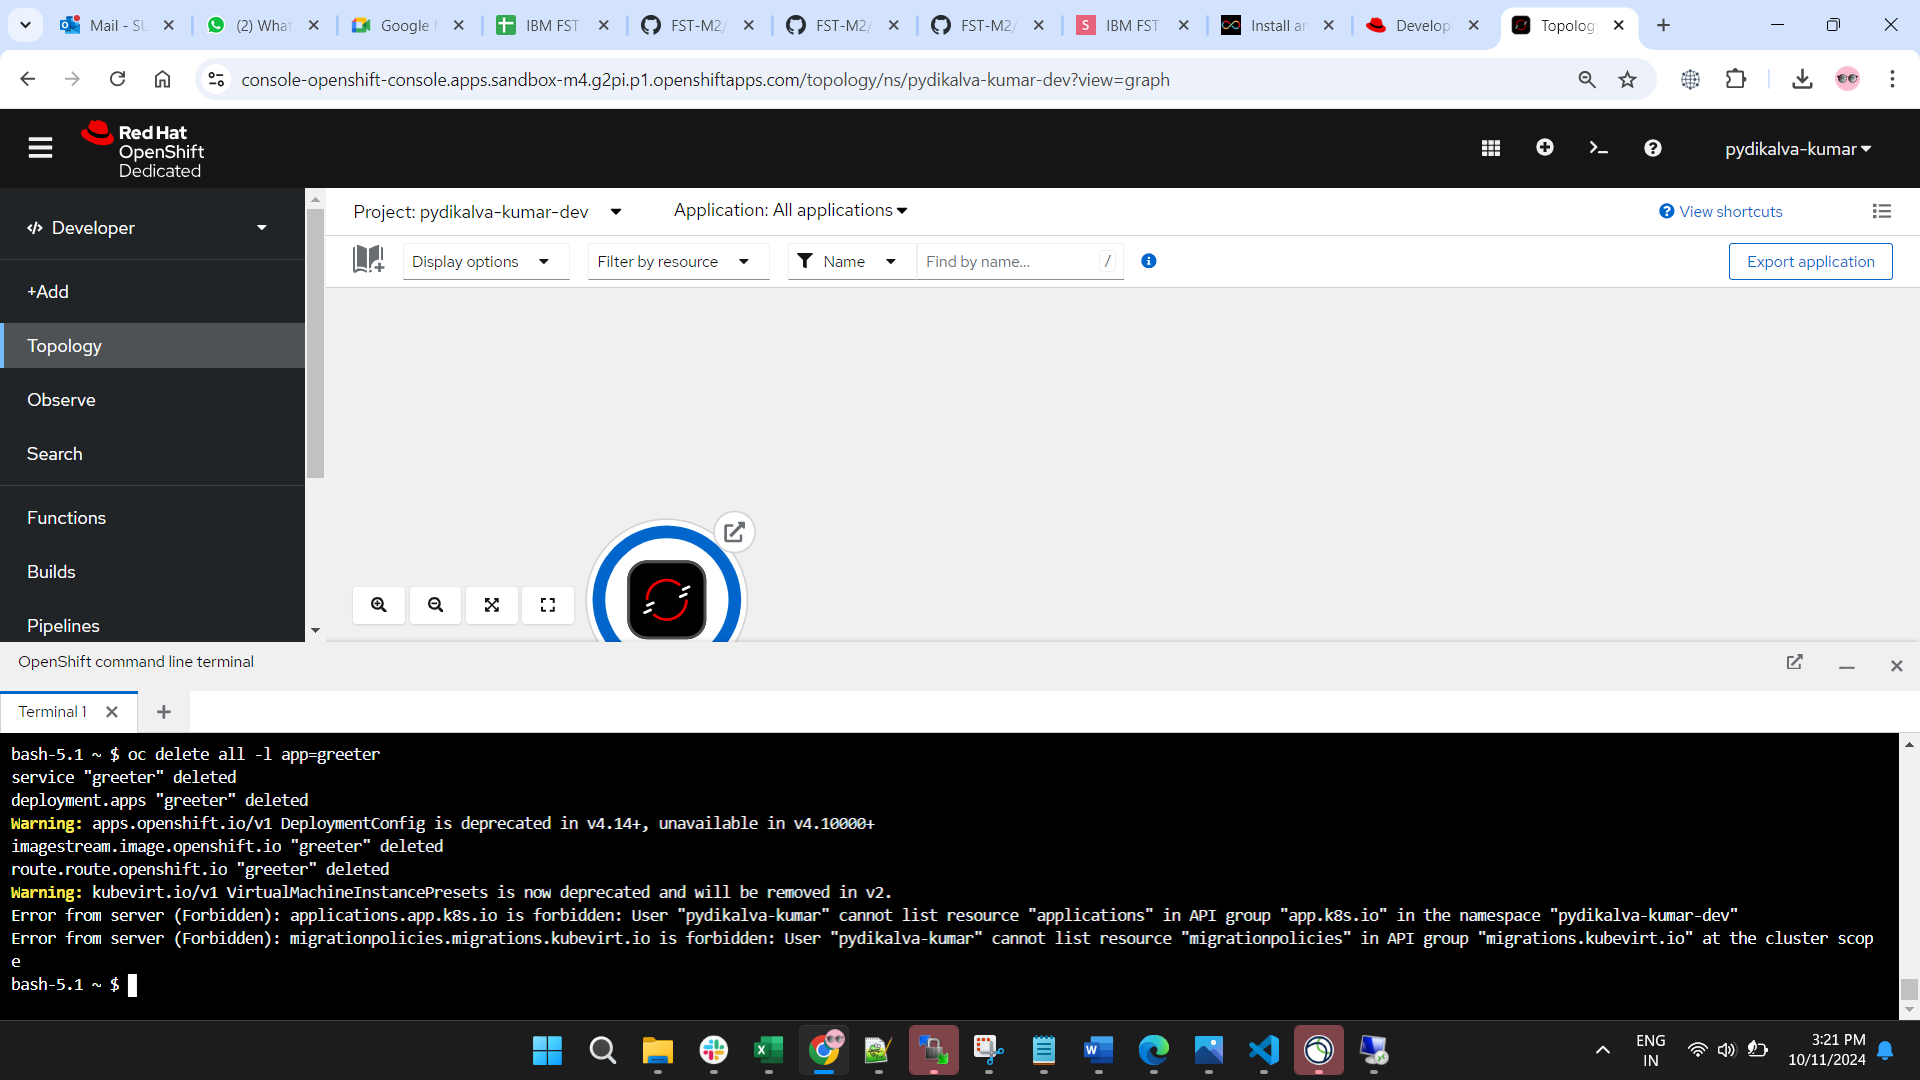 Mail - SU
(2) What
Google M
IBM FST
FST-M2/
FST-M2/
FST-M2/
IBM FST
Install an
Develop
Topolog
console-openshift-console.apps.sandbox-m4.g2pi.p1.openshiftapps.com/topology/ns/pydikalva-kumar-dev?view=graph
Red Hat
OpenShift
Dedicated
pydikalva-kumar
Developer
Project: pydikalva-kumar-dev
Application: All applications
View shortcuts
+Add
Display options
Filter by resource
Name
Find by name...
/
Export application
Topology
Observe
Search
Functions
Builds
Pipelines
OpenShift command line terminal
Terminal 1
bash-5.1 ~ $ oc delete all -l app=greeter
service "greeter" deleted
deployment.apps "greeter" deleted
Warning: apps.openshift.io/v1 DeploymentConfig is deprecated in v4.14+, unavailable in v4.10000+
imagestream.image.openshift.io "greeter" deleted
route.route.openshift.io "greeter" deleted
Warning: kubevirt.io/v1 VirtualMachineInstancePresets is now deprecated and will be removed in v2.
Error from server (Forbidden): applications.app.k8s.io is forbidden: User "pydikalva-kumar" cannot list resource "applications" in API group "app.k8s.io" in the namespace "pydikalva-kumar-dev"
Error from server (Forbidden): migrationpolicies.migrations.kubevirt.io is forbidden: User "pydikalva-kumar" cannot list resource "migrationpolicies" in API group "migrations.kubevirt.io" at the cluster scop
e
bash-5.1 ~ $
ENG
IN
3:21 PM
10/11/2024